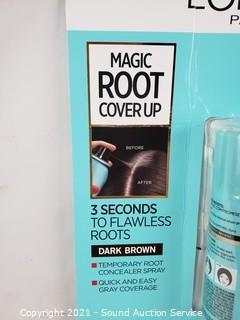 MAGIC
ROOT
COVER UP
BEFORE
AFTER
3 SECONDS
TO FLAWLESS
ROOTS
DARK BROWN
TEMPORARY ROOT
CONCEALER SPRAY
QUICK AND EASY
GRAY COVERAGE
Copyright 2021 - Sound Auction Service